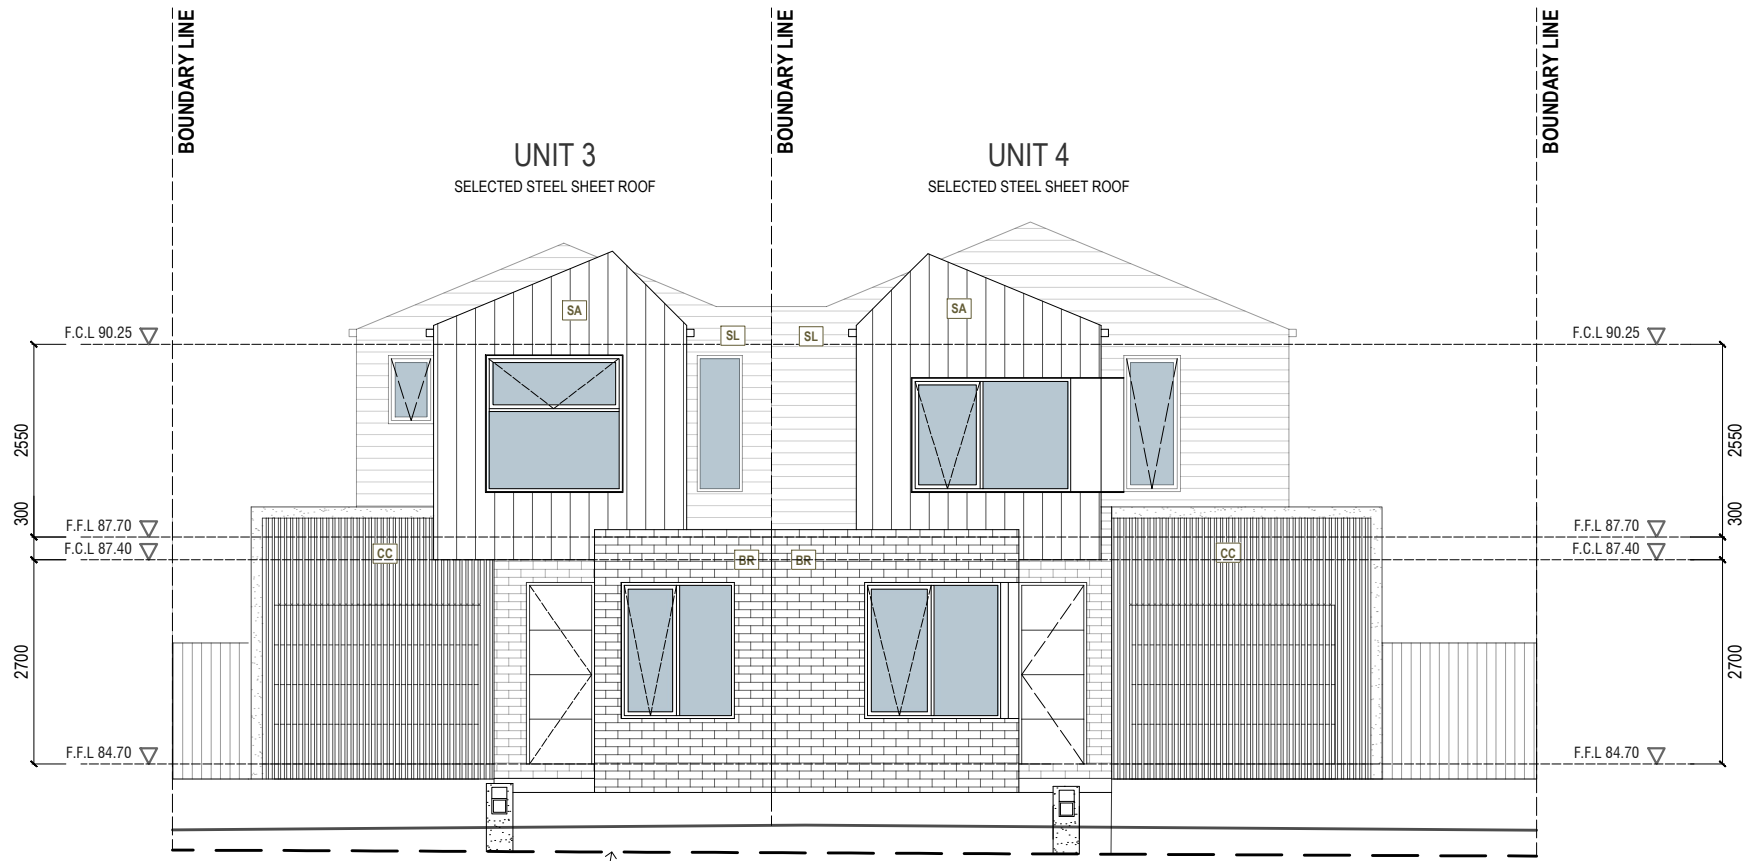 BOUNDARY LINE
BOUNDARY LINE
BOUNDARY LINE
UNIT 3
SELECTED STEEL SHEET ROOF
UNIT 4
SELECTED STEEL SHEET ROOF
SA
SA
SL
SL
F.C.L 90.25
F.C.L 90.25
2550
2550
300
300
F.F.L 87.70
F.F.L 87.70
F.C.L 87.40
F.C.L 87.40
CC
BR
BR
CC
2700
2700
F.F.L 84.70
F.F.L 84.70